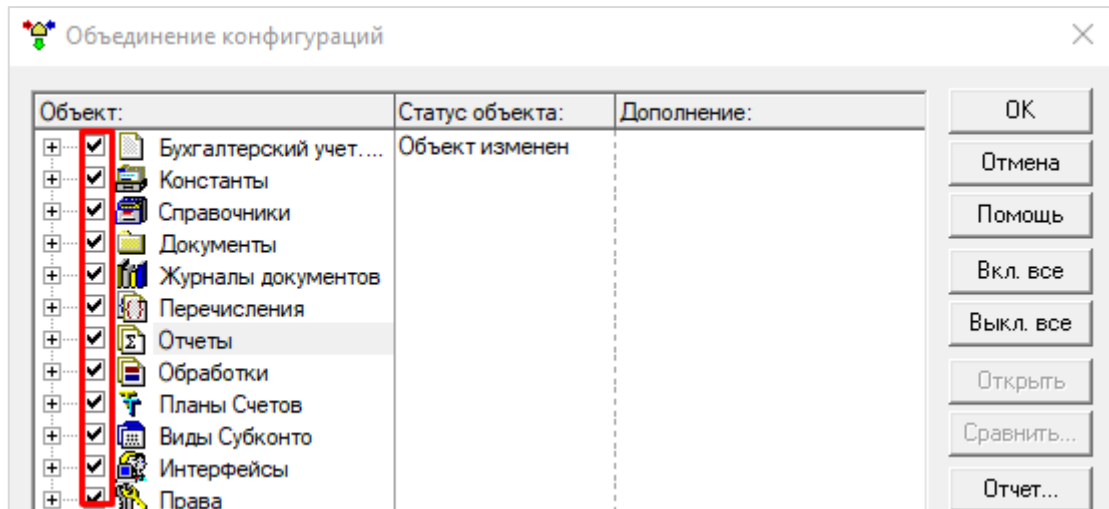 Объединение конфигураций
Объект: Статус объекта: Дополнение: OK
Бухгалтерский учет.... Объект изменен
Отмена
Константы
Справочники Помощь
Документы
Журналы документов Вкл. все
Перечисления
Выкл. все
Отчеты
Обработки Открыть
Планы Счетов
Виды Субконто Сравнить...
Интерфейсы
Отчет...
Права